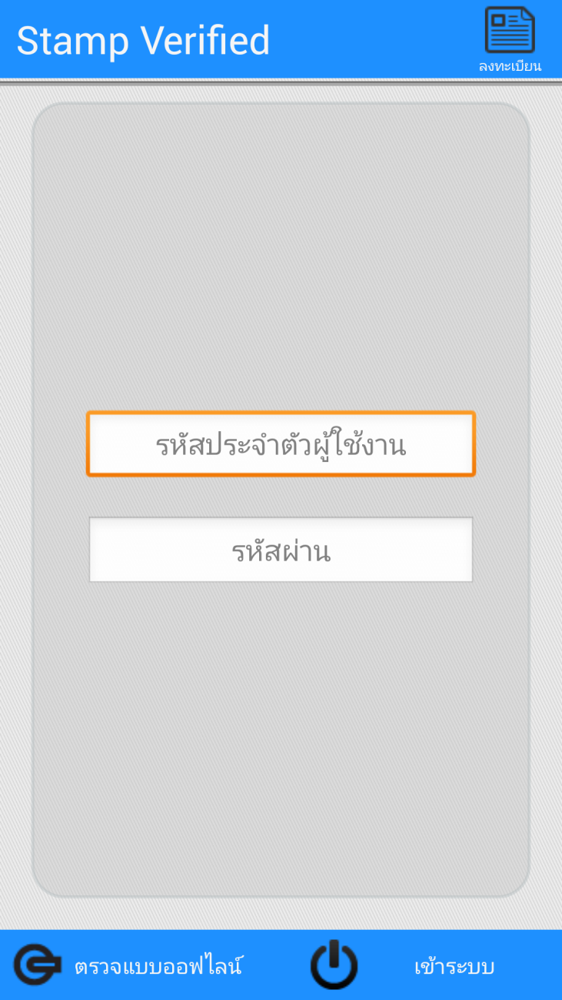 Stamp Verified
ลงทะเบียน
รหัสประจำตัวผู้ใช้งาน
รหัสผ่าน
ตรวจแบบออฟไลน์
เข้าระบบ